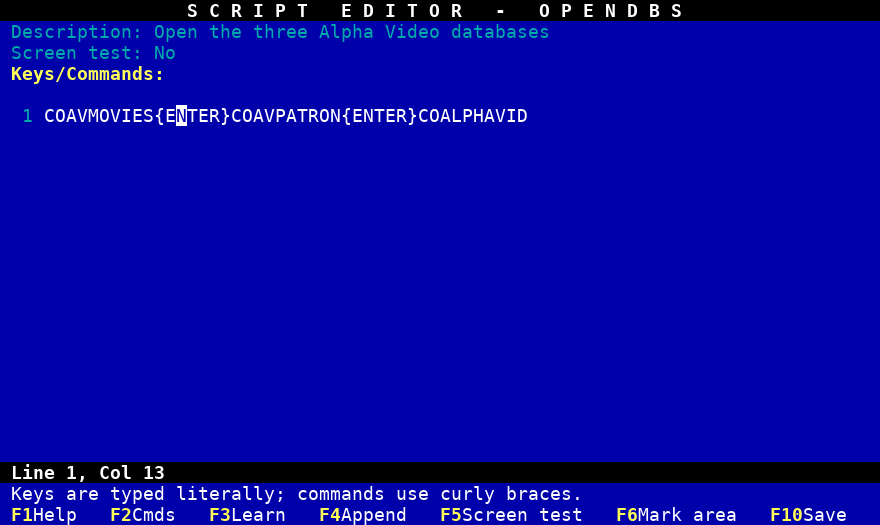 S C R I P T   E D I T O R   -   O P E N D B S
Description: Open the three Alpha Video databases
Screen test: No
Keys/Commands:
1 COAVMOVIES{ENTER}COAVPATRON{ENTER}COALPHAVID
Line 1, Col 13
Keys are typed literally; commands use curly braces.
F1Help   F2Cmds   F3Learn   F4Append   F5Screen test   F6Mark area   F10Save